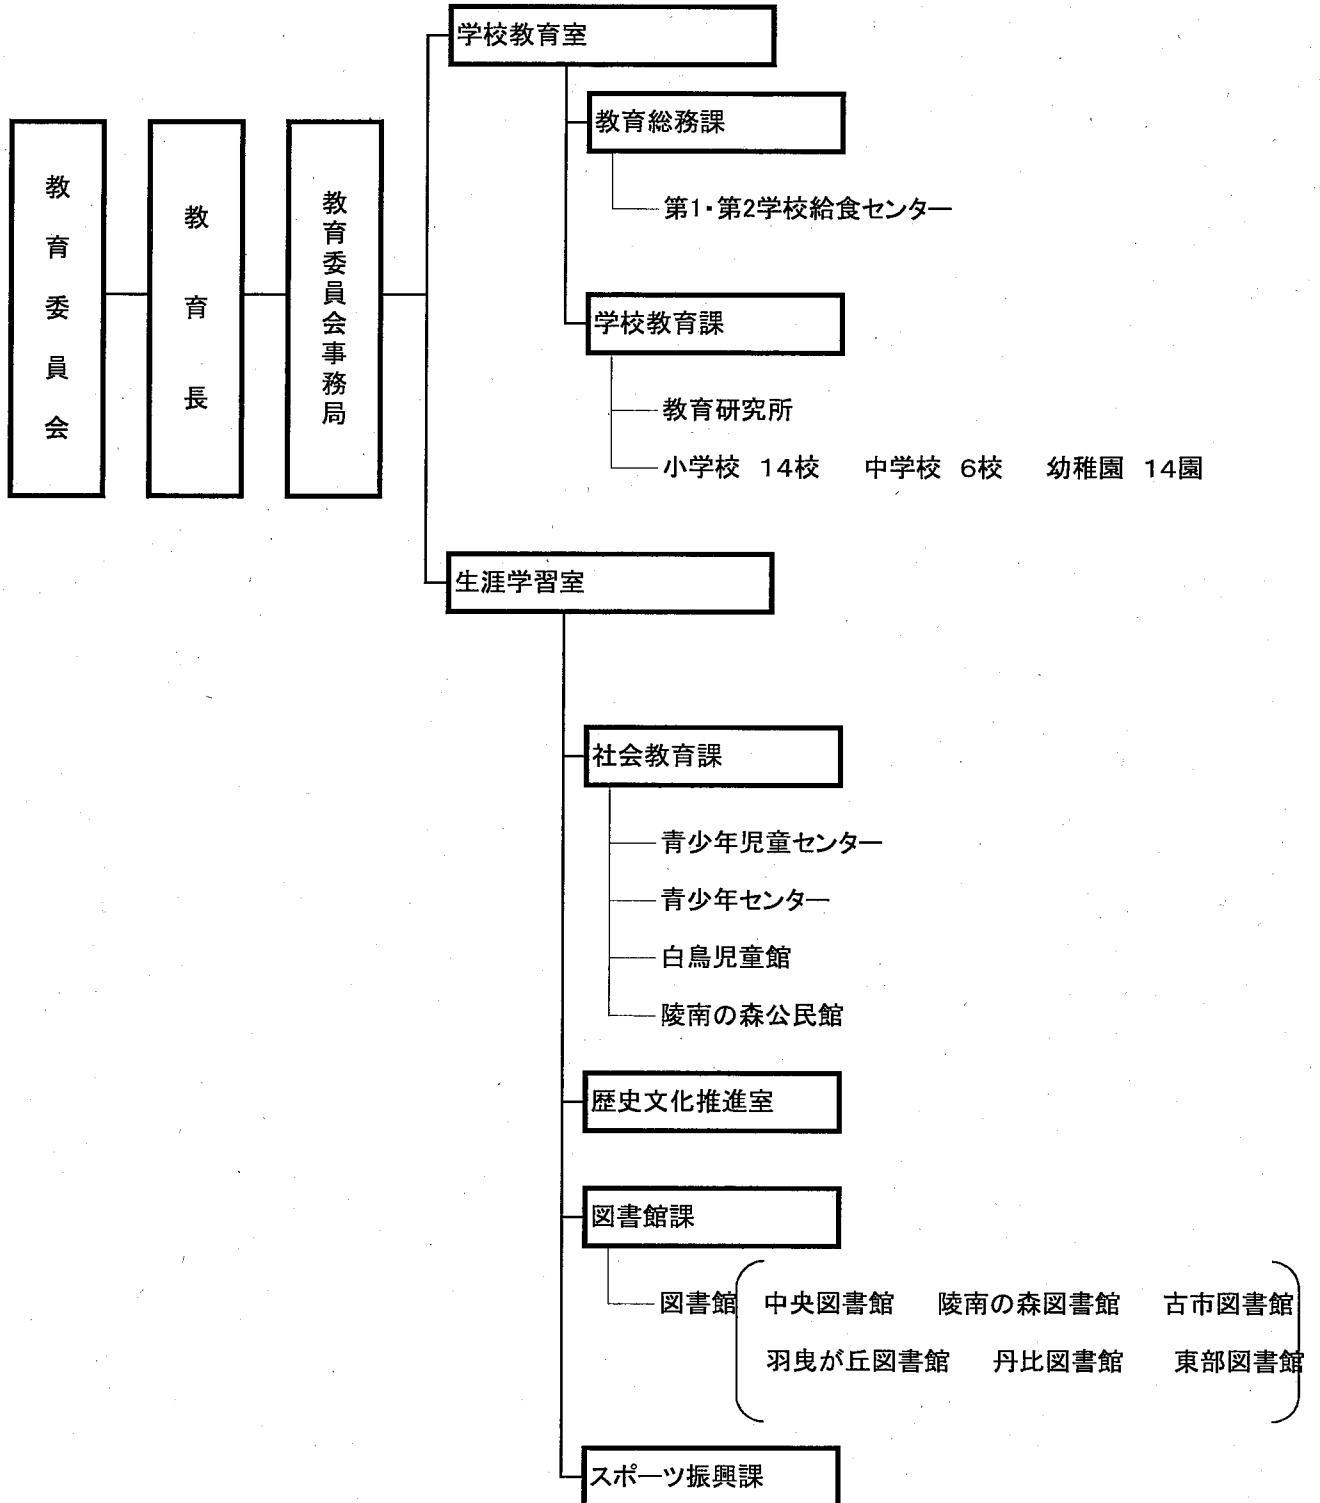 教育委員会
教育長
教育委員会事務局
学校教育室
教育総務課
第1・第2学校給食センター
学校教育課
教育研究所
小学校 14校 中学校 6校 幼稚園 14園
生涯学習室
社会教育課
青少年児童センター
青少年センター
白鳥児童館
陵南の森公民館
歴史文化推進室
図書館課
図書館 中央図書館 陵南の森図書館 古市図書館
羽曳が丘図書館 丹比図書館 東部図書館
スポーツ振興課